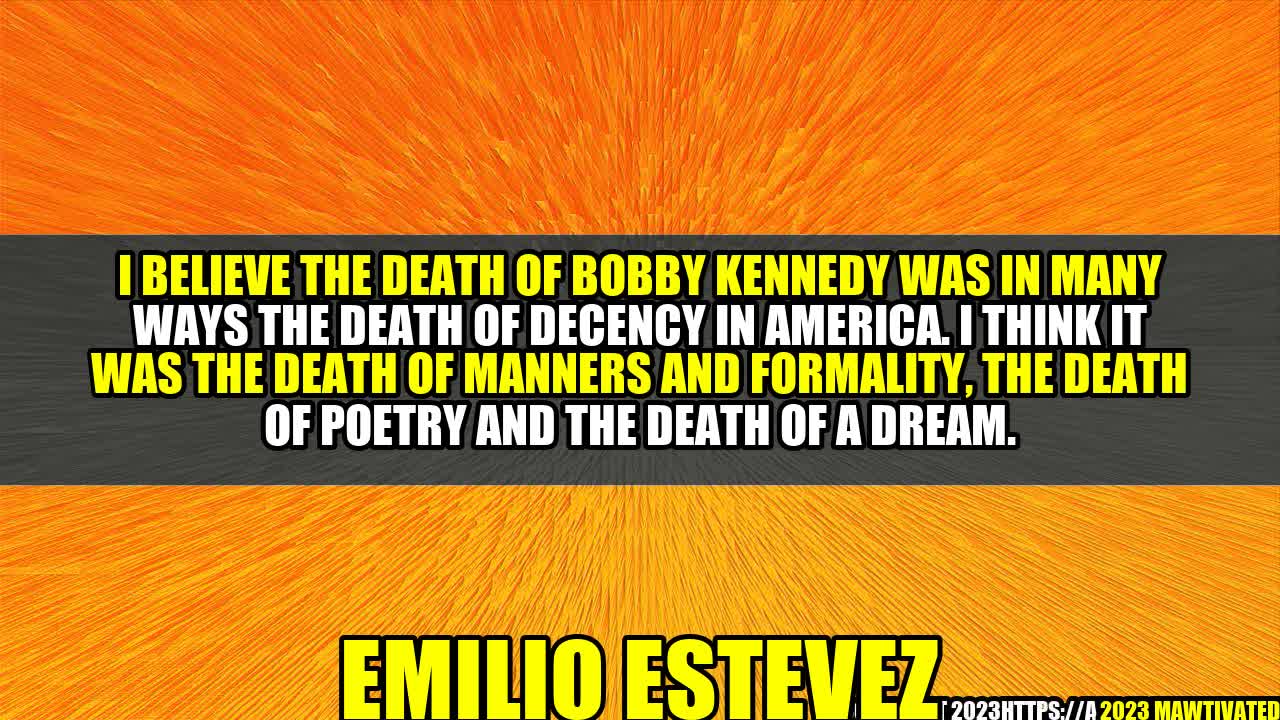 I BELIEVE THE DEATH OF BOBBY KENNEDY WAS IN MANY
WAYS THE DEATH OF DECENCY IN AMERICA. I THINK IT
WAS THE DEATH OF MANNERS AND FORMALITY, THE DEATH
OF POETRY AND THE DEATH OF A DREAM.
EMILIO ESTEVEZ
2023HTTPS://A 2023 MAWTIVATED